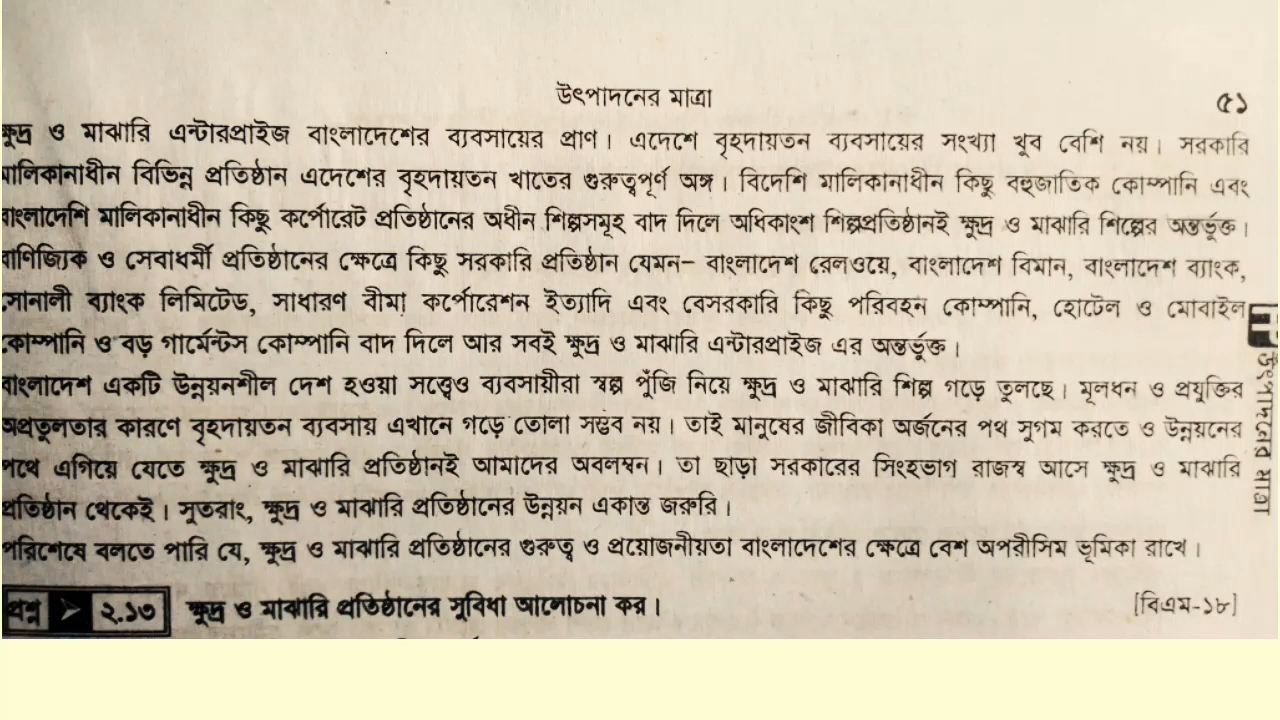 উৎপাদনের মাত্রা
৫১
ক্ষুদ্র ও মাঝারি এন্টারপ্রাইজ বাংলাদেশের ব্যবসায়ের প্রাণ। এদেশে বৃহদায়তন ব্যবসায়ের সংখ্যা খুব বেশি নয়। সরকারি
মালিকানাধীন বিভিন্ন প্রতিষ্ঠান এদেশের বৃহদায়তন খাতের গুরুত্বপূর্ণ অঙ্গ। বিদেশি মালিকানাধীন কিছু বহুজাতিক কোম্পানি এবং
বাংলাদেশি মালিকানাধীন কিছু কর্পোরেট প্রতিষ্ঠানের অধীন শিল্পসমূহ বাদ দিলে অধিকাংশ শিল্পপ্রতিষ্ঠানই ক্ষুদ্র ও মাঝারি শিল্পের অন্তর্ভুক্ত।
বাণিজ্যিক ও সেবাধর্মী প্রতিষ্ঠানের ক্ষেত্রে কিছু সরকারি প্রতিষ্ঠান যেমন– বাংলাদেশ রেলওয়ে, বাংলাদেশ বিমান, বাংলাদেশ ব্যাংক,
সোনালী ব্যাংক লিমিটেড, সাধারণ বীমা কর্পোরেশন ইত্যাদি এবং বেসরকারি কিছু পরিবহন কোম্পানি, হোটেল ও মোবাইল
কোম্পানি ও বড় গার্মেন্টস কোম্পানি বাদ দিলে আর সবই ক্ষুদ্র ও মাঝারি এন্টারপ্রাইজ এর অন্তর্ভুক্ত।
বাংলাদেশ একটি উন্নয়নশীল দেশ হওয়া সত্ত্বেও ব্যবসায়ীরা স্বল্প পুঁজি নিয়ে ক্ষুদ্র ও মাঝারি শিল্প গড়ে তুলছে। মূলধন ও প্রযুক্তির
অপ্রতুলতার কারণে বৃহদায়তন ব্যবসায় এখানে গড়ে তোলা সম্ভব নয়। তাই মানুষের জীবিকা অর্জনের পথ সুগম করতে ও উন্নয়নের
পথে এগিয়ে যেতে ক্ষুদ্র ও মাঝারি প্রতিষ্ঠানই আমাদের অবলম্বন। তা ছাড়া সরকারের সিংহভাগ রাজস্ব আসে ক্ষুদ্র ও মাঝারি
প্রতিষ্ঠান থেকেই। সুতরাং, ক্ষুদ্র ও মাঝারি প্রতিষ্ঠানের উন্নয়ন একান্ত জরুরি।
পরিশেষে বলতে পারি যে, ক্ষুদ্র ও মাঝারি প্রতিষ্ঠানের গুরুত্ব ও প্রয়োজনীয়তা বাংলাদেশের ক্ষেত্রে বেশ অপরীসিম ভূমিকা রাখে।
প্রশ্ন ➤ ২.১৩ ক্ষুদ্র ও মাঝারি প্রতিষ্ঠানের সুবিধা আলোচনা কর। [বিএম-১৮]
উৎপাদনের মাত্রা